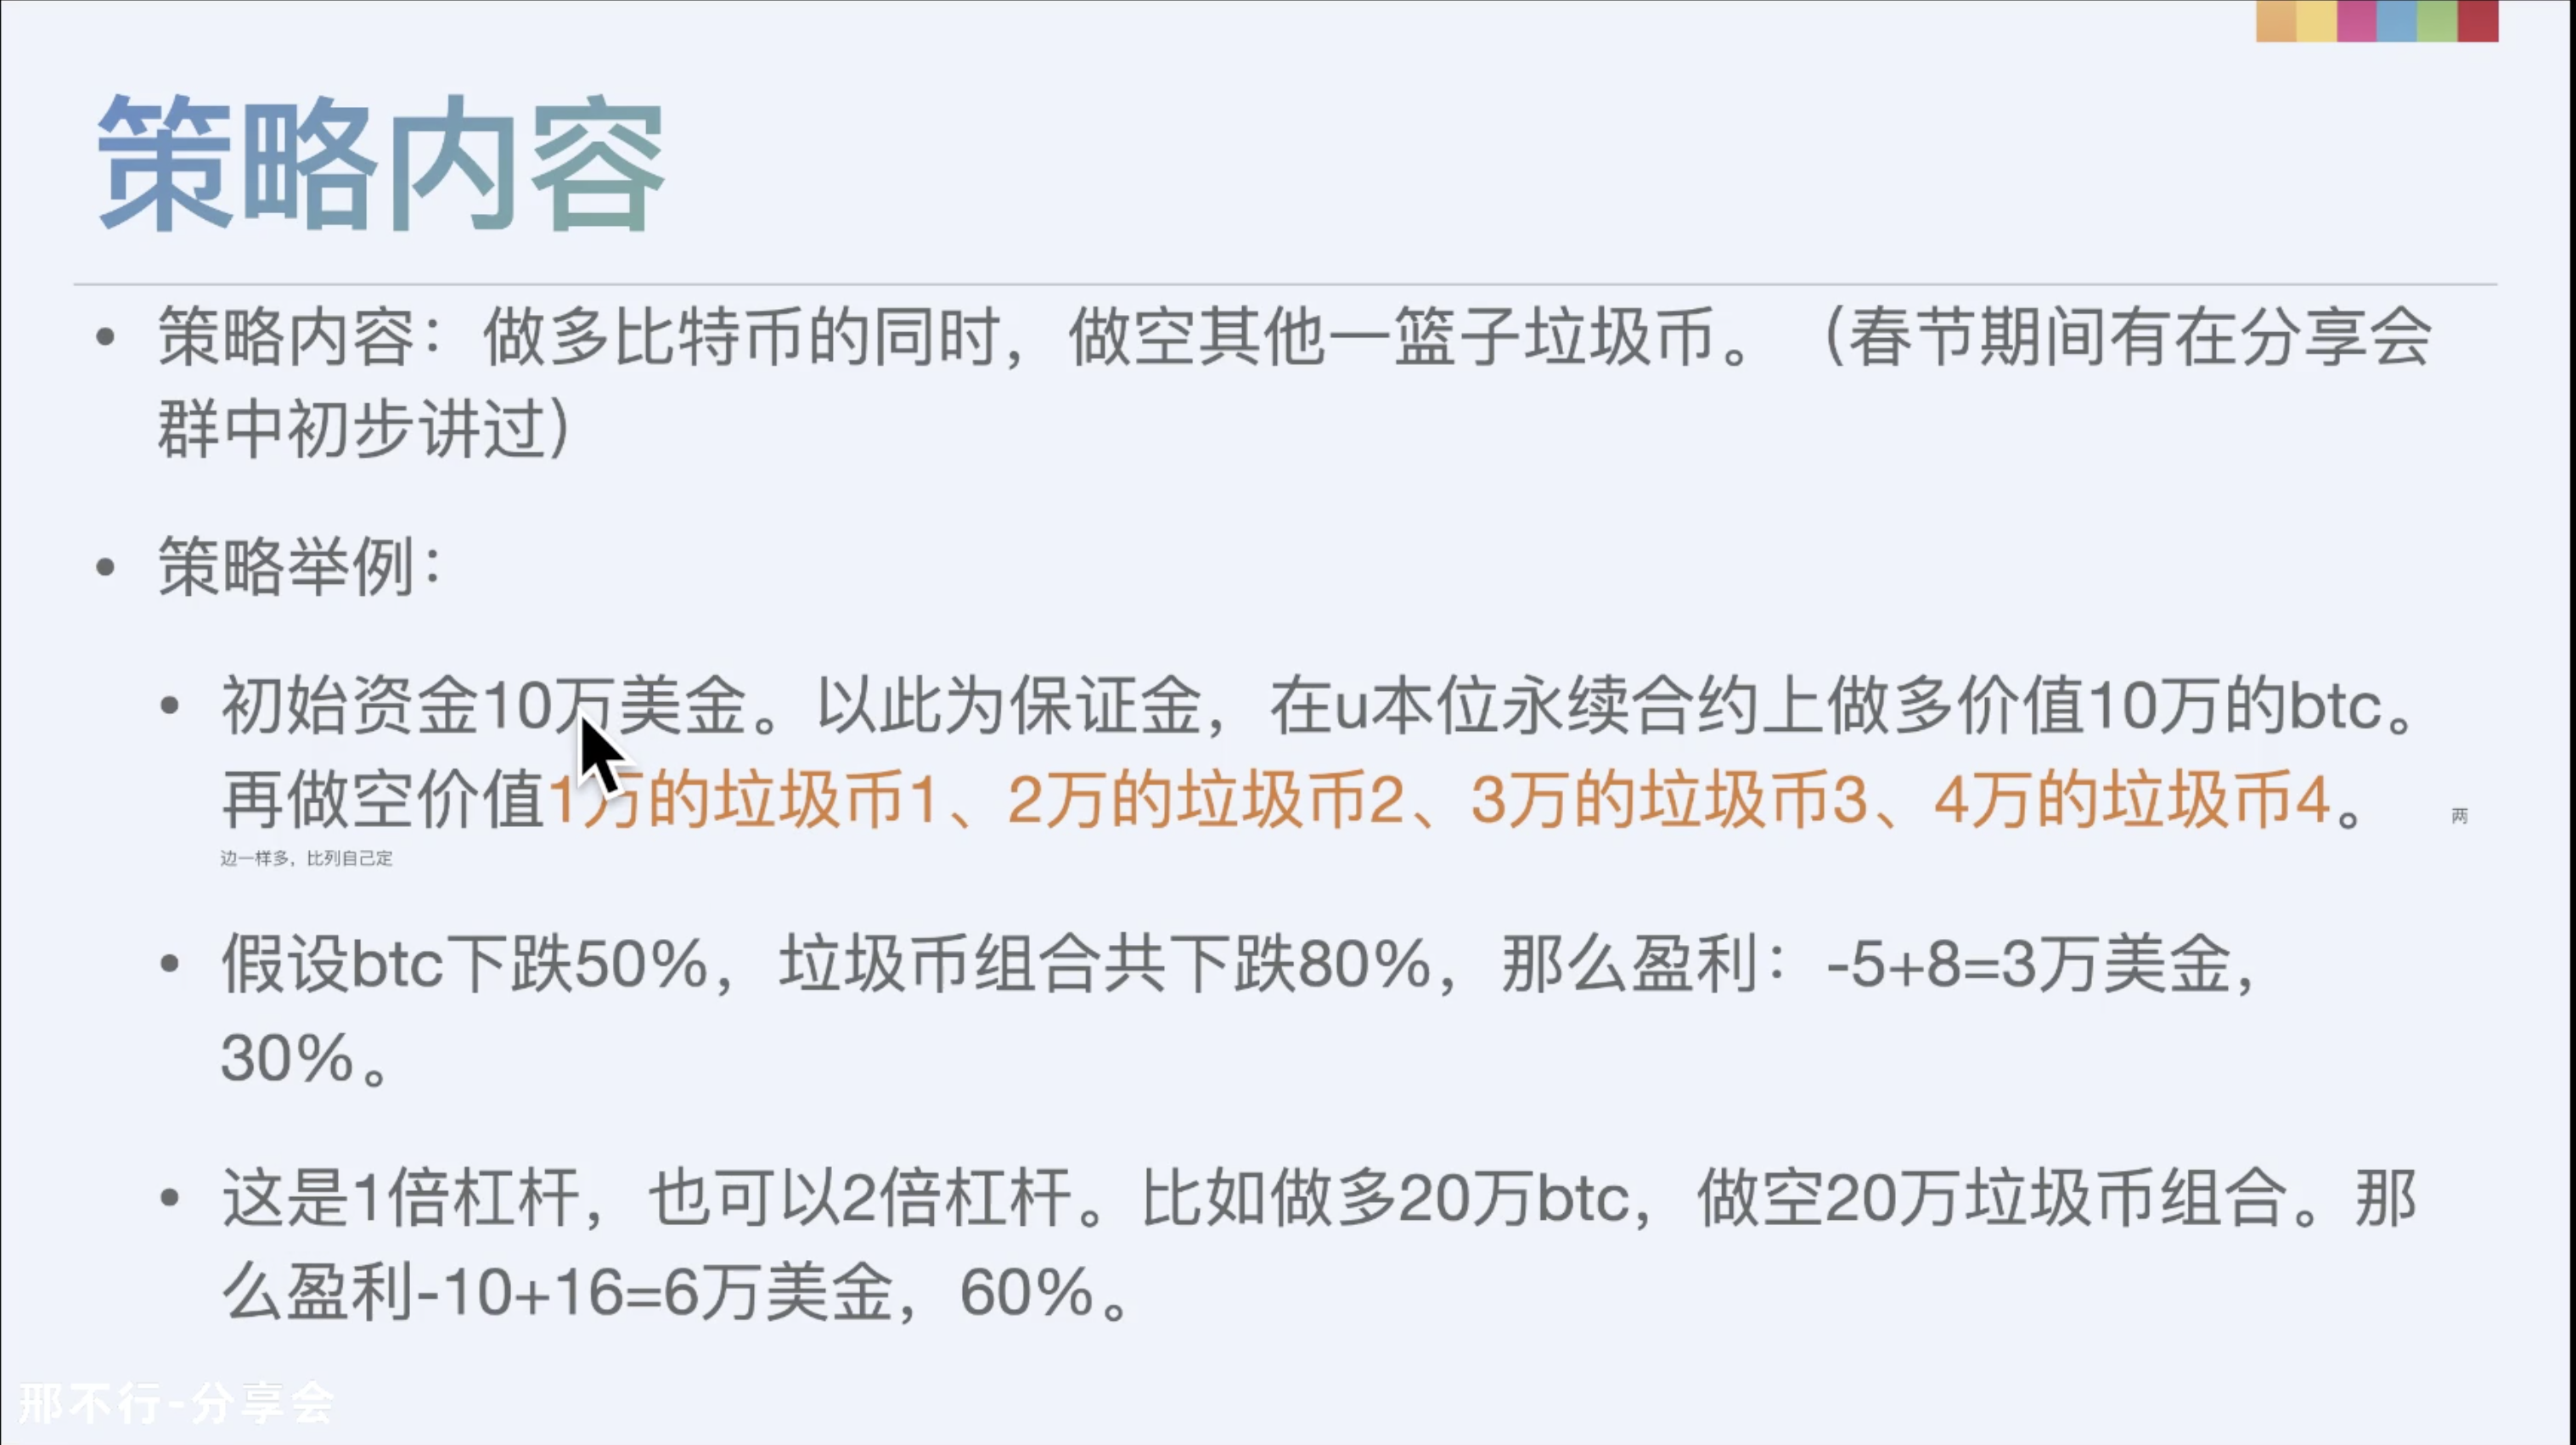 策略内容
• 策略内容：做多比特币的同时，做空其他一篮子垃圾币。（春节期间有在分享会
群中初步讲过）
• 策略举例：
• 初始资金10万美金。以此为保证金，在u本位永续合约上做多价值10万的btc。
再做空价值1万的垃圾币1、2万的垃圾币2、3万的垃圾币3、4万的垃圾币4。 两
边一样多，比列自己定
• 假设btc下跌50%，垃圾币组合共下跌80%，那么盈利：-5+8=3万美金，
30%。
• 这是1倍杠杆，也可以2倍杠杆。比如做多20万btc，做空20万垃圾币组合。那
么盈利-10+16=6万美金，60%。
邢不行-分享会